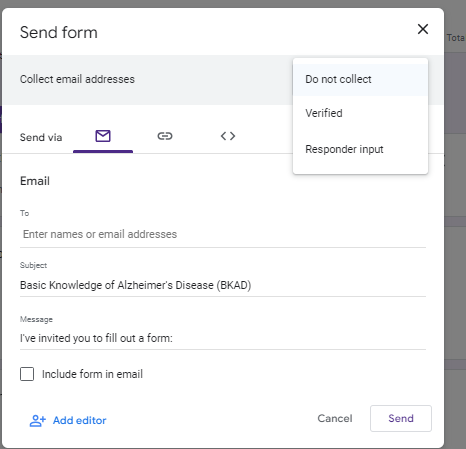 Send form
Tota
Collect email addresses
Do not collect
Verified
Responder input
Send via
Email
To
Enter names or email addresses
Subject
Basic Knowledge of Alzheimer's Disease (BKAD)
Message
I've invited you to fill out a form:
Include form in email
Add editor
Cancel
Send